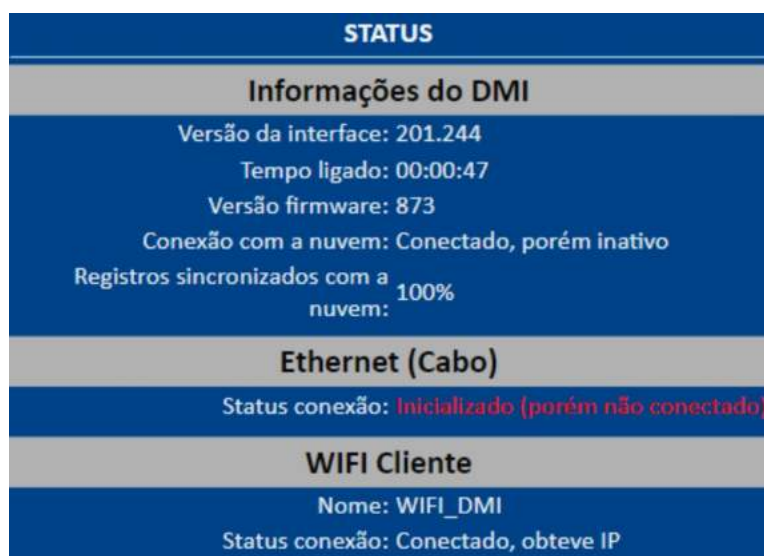 STATUS
Informações do DMI
Versão da interface: 201.244
Tempo ligado: 00:00:47
Versão firmware: 873
Conexão com a nuvem: Conectado, porém inativo
Registros sincronizados com a
nuvem: 100%
Ethernet (Cabo)
Status conexão: Inicializado (porém não conectado)
WIFI Cliente
Nome: WIFI_DMI
Status conexão: Conectado, obteve IP